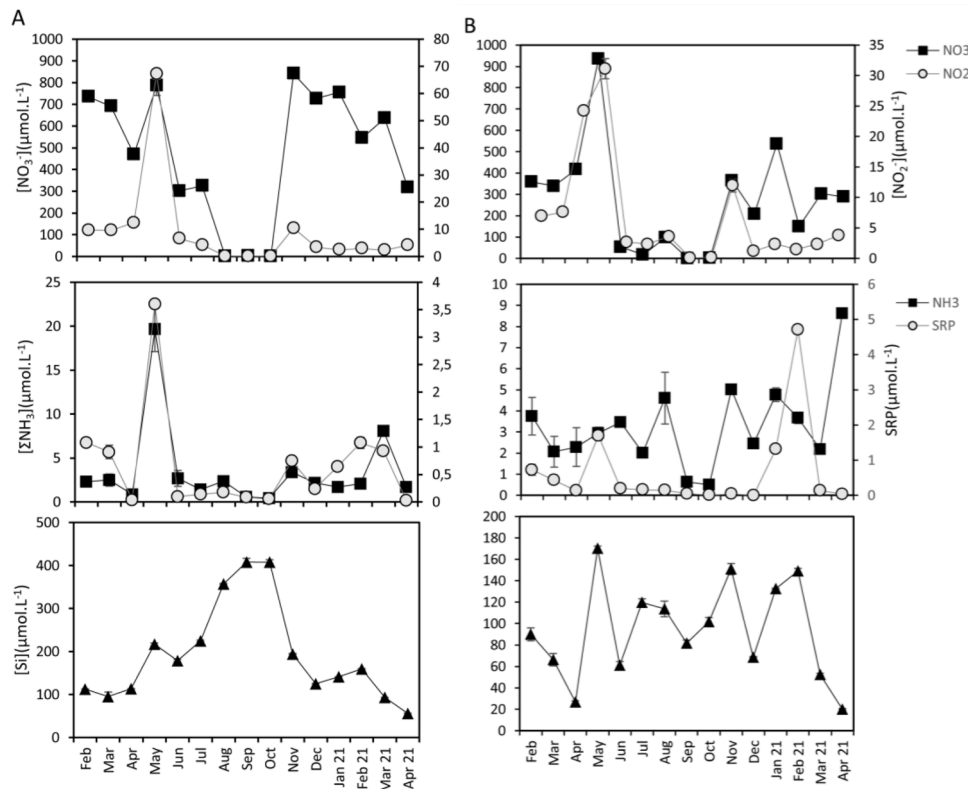 A
B
[NO₃⁻](µmol.L⁻¹)
1000
900
800
700
600
500
400
300
200
100
0
80
70
60
50
40
30
20
10
0
1000
900
800
700
600
500
400
300
200
100
0
35
30
25
20
15
10
5
0
[NO₂⁻](µmol.L⁻¹)
NO3
NO2
[ΣNH₃](µmol.L⁻¹)
25
20
15
10
5
0
4
3,5
3
2,5
2
1,5
1
0,5
0
10
9
8
7
6
5
4
3
2
1
0
6
5
4
3
2
1
0
SRP(µmol.L⁻¹)
NH3
SRP
[Si](µmol.L⁻¹)
500
400
300
200
100
0
200
180
160
140
120
100
80
60
40
20
0
Feb
Mar
Apr
May
Jun
Jul
Aug
Sep
Oct
Nov
Dec
Jan 21
Feb 21
Mar 21
Apr 21
Feb
Mar
Apr
May
Jun
Jul
Aug
Sep
Oct
Nov
Dec
Jan 21
Feb 21
Mar 21
Apr 21